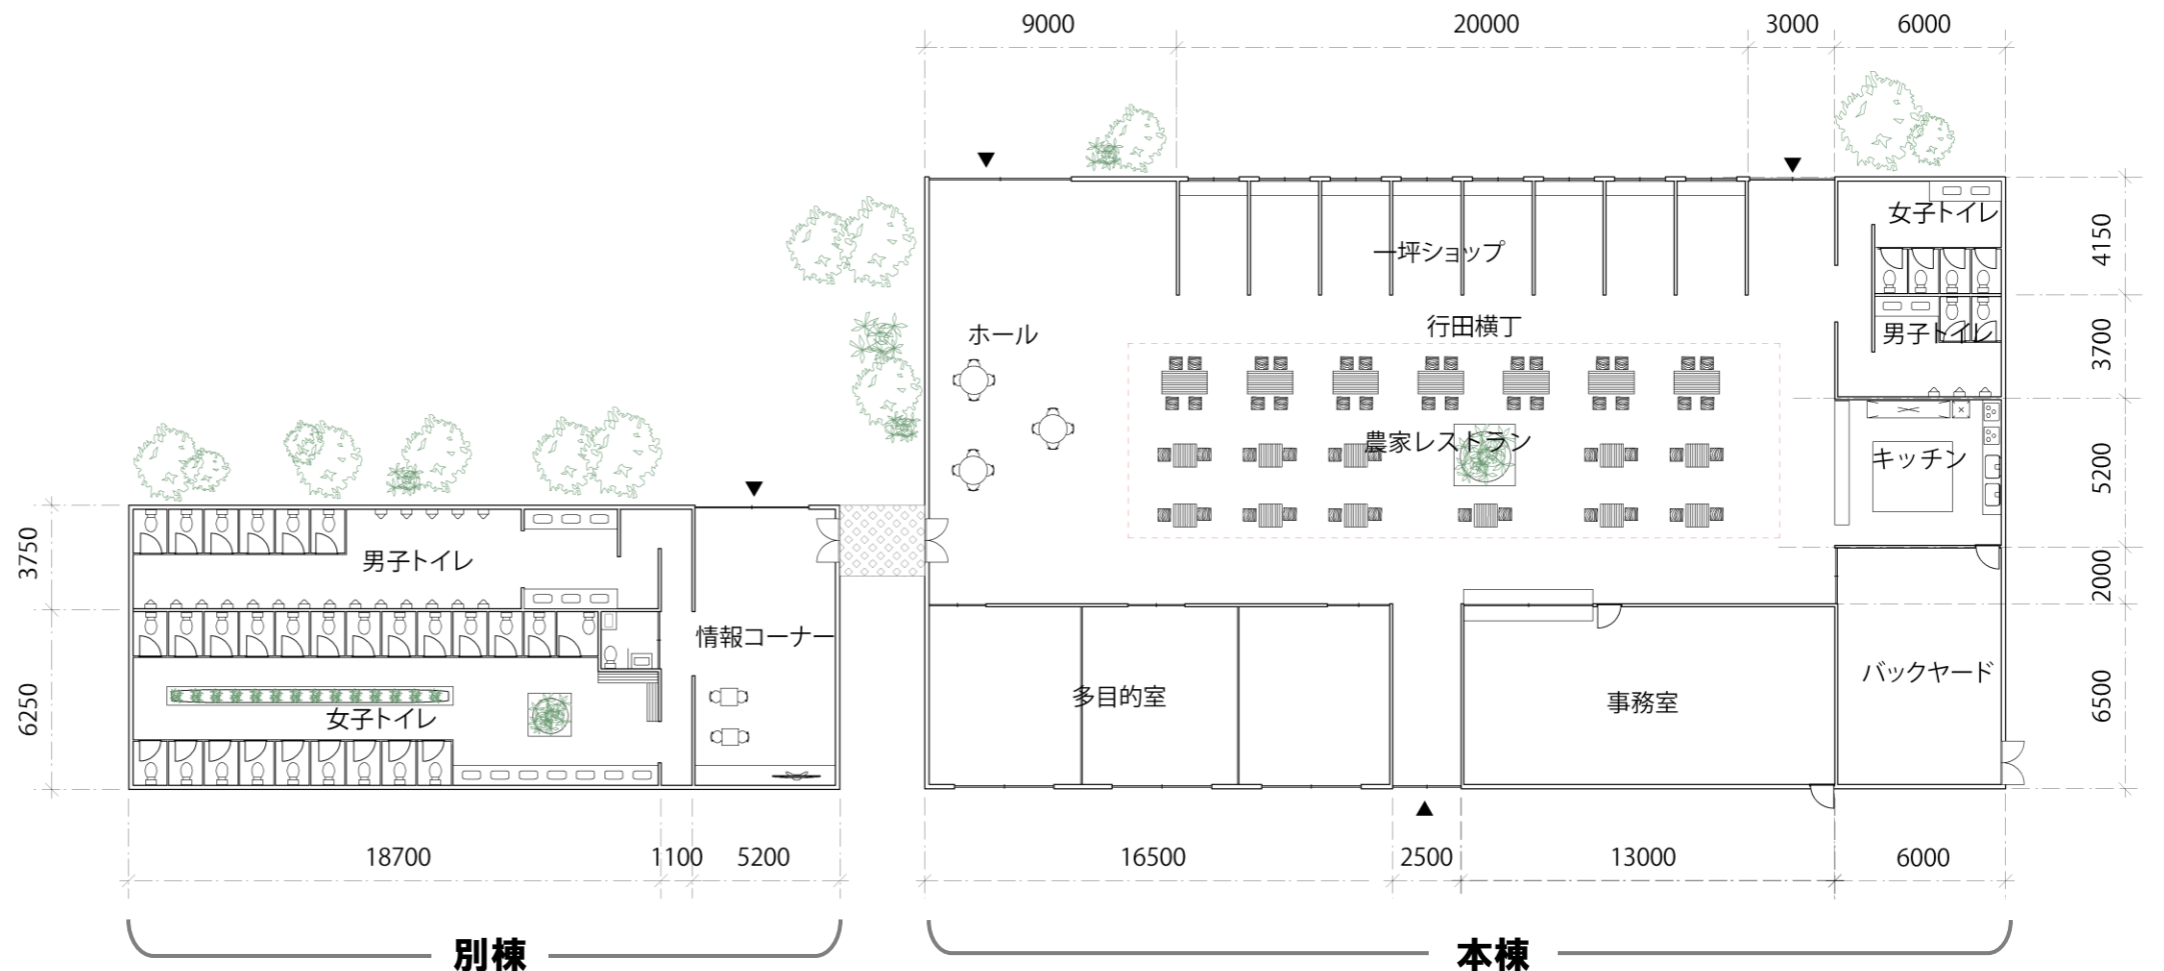 9000
20000
3000
6000
女子トイレ
4150
一坪ショップ
行田横丁
ホール
男子トイレ
3700
農家レストラン
キッチン
5200
3750
男子トイレ
2000
情報コーナー
バックヤード
多目的室
事務室
6250
女子トイレ
6500
18700
1100
5200
16500
2500
13000
6000
別棟
本棟